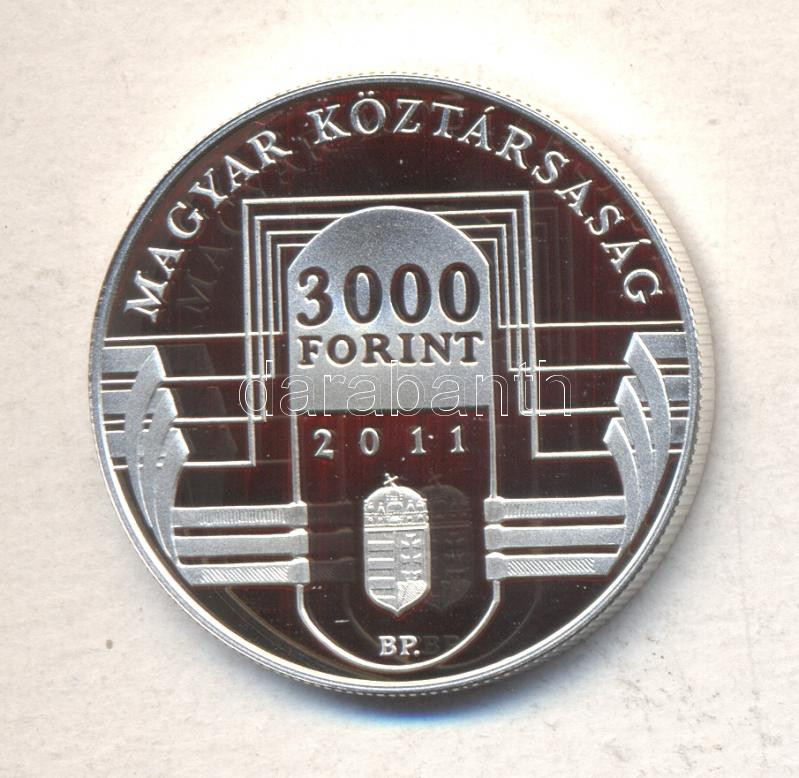 MAGYAR KÖZTÁRSASÁG
3000
FORINT
darabanth
2011
BP.